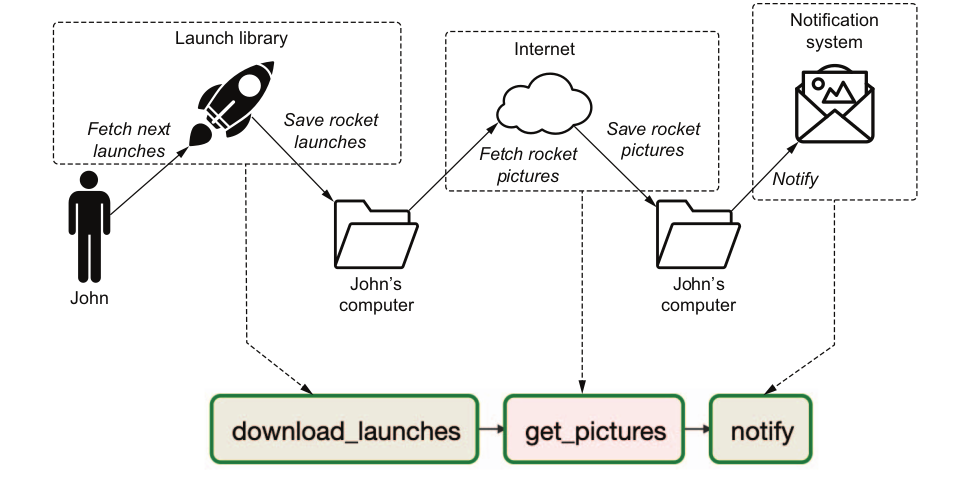 Launch library
Fetch next
launches
Save rocket
launches
John
John's
computer
Internet
Fetch rocket
pictures
Save rocket
pictures
John's
computer
Notification
system
Notify
download_launches
get_pictures
notify